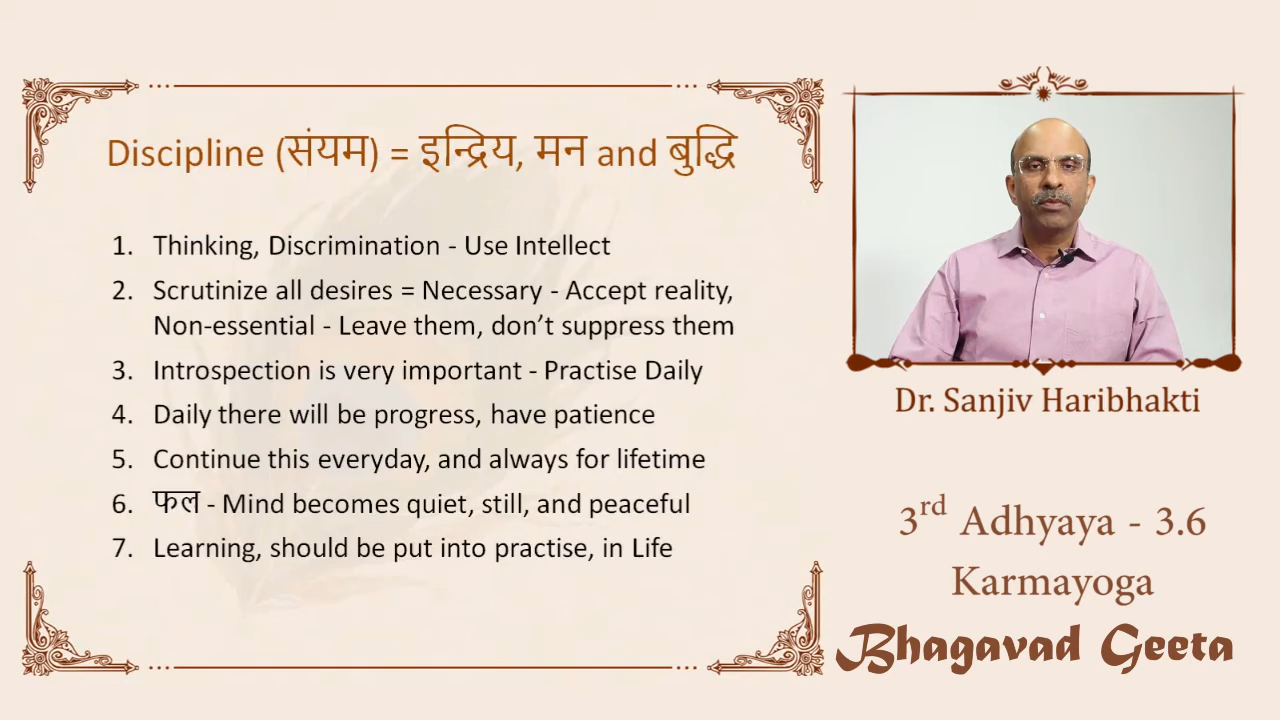 Discipline (संयम) = इन्द्रिय, मन and बुद्धि
1. Thinking, Discrimination - Use Intellect
2. Scrutinize all desires = Necessary - Accept reality,
Non-essential - Leave them, don’t suppress them
3. Introspection is very important - Practise Daily
4. Daily there will be progress, have patience
5. Continue this everyday, and always for lifetime
6. फल - Mind becomes quiet, still, and peaceful
7. Learning, should be put into practise, in Life
Dr. Sanjiv Haribhakti
3rd Adhyaya - 3.6
Karmayoga
Bhagavad Geeta